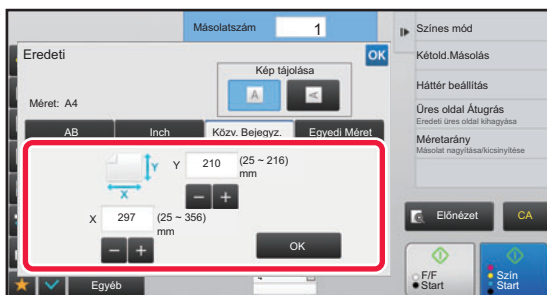 Másolatszám 1
Eredeti
OK
Kép tájolása
A A
Méret: A4
AB Inch Közv. Bejegyz. Egyedi Méret
Y
X
Y 210 (25 ~ 216)
mm
X 297 (25 ~ 356)
mm
OK
Egyéb
Színes mód
Kétold.Másolás
Háttér beállítás
Üres oldal Átugrás
Eredeti üres oldal kihagyása
Méretarány
Másolat nagyítása/kicsinyítése
Előnézet
CA
F/F
Start
Szín
Start